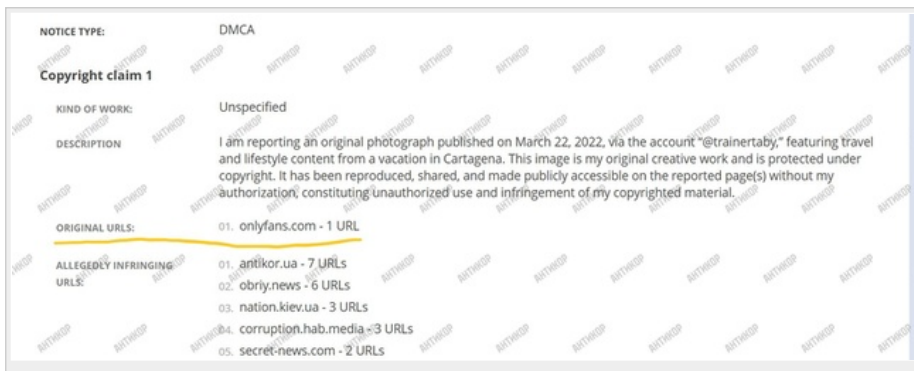 NOTICE TYPE: DMCA
Copyright claim 1
KIND OF WORK: Unspecified
DESCRIPTION I am reporting an original photograph published on March 22, 2022, via the account "@trainertaby," featuring travel
and lifestyle content from a vacation in Cartagena. This image is my original creative work and is protected under
copyright. It has been reproduced, shared, and made publicly accessible on the reported page(s) without my
authorization, constituting unauthorized use and infringement of my copyrighted material.
ORIGINAL URLS: 01. onlyfans.com - 1 URL
ALLEGEDLY INFRINGING URLS: 01. antikor.ua - 7 URLs
02. obriy.news - 6 URLs
03. nation.kiev.ua - 3 URLs
04. corruption.hab.media - 3 URLs
05. secret-news.com - 2 URLs
АНТИКОР